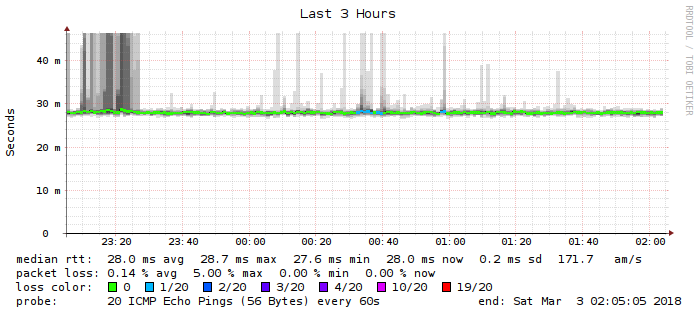 Last 3 Hours
RRDTOOL / TOBI OETIKER
Seconds
40 m
30 m
20 m
10 m
0
23:20 23:40 00:00 00:20 00:40 01:00 01:20 01:40 02:00
median rtt: 28.0 ms avg 28.7 ms max 27.6 ms min 28.0 ms now 0.2 ms sd 171.7 am/s
packet loss: 0.14 % avg 5.00 % max 0.00 % min 0.00 % now
loss color: 0 1/20 2/20 3/20 4/20 10/20 19/20
probe: 20 ICMP Echo Pings (56 Bytes) every 60s end: Sat Mar 3 02:05:05 2018